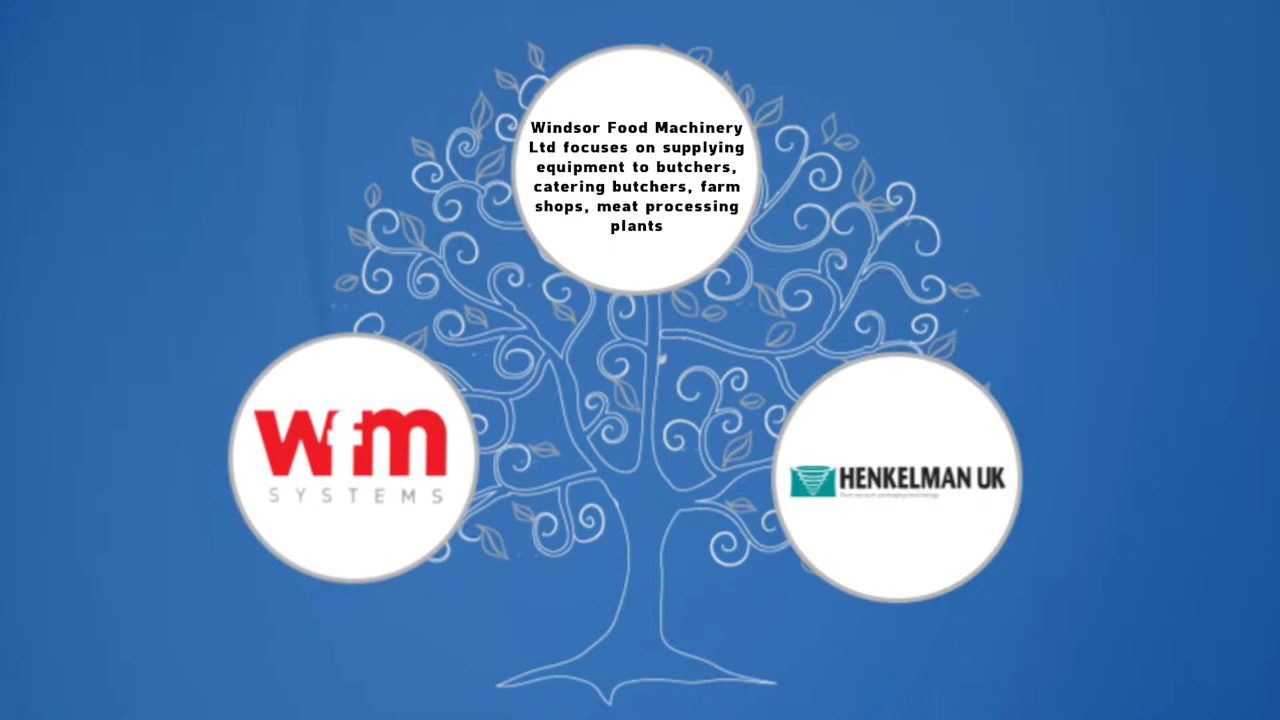 Windsor Food Machinery
Ltd focuses on supplying
equipment to butchers,
catering butchers, farm
shops, meat processing
plants
wfm
SYSTEMS
HENKELMAN UK